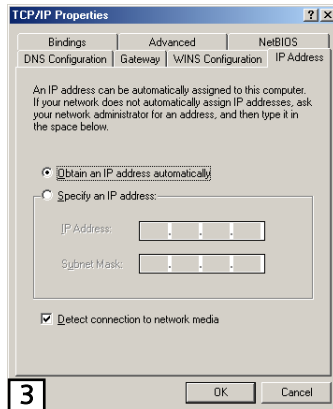 TCP/IP Properties
Bindings
Advanced
NetBIOS
DNS Configuration
Gateway
WINS Configuration
IP Address
An IP address can be automatically assigned to this computer.
If your network does not automatically assign IP addresses, ask
your network administrator for an address, and then type it in
the space below.
Obtain an IP address automatically
Specify an IP address:
IP Address:
Subnet Mask:
Detect connection to network media
3
OK
Cancel